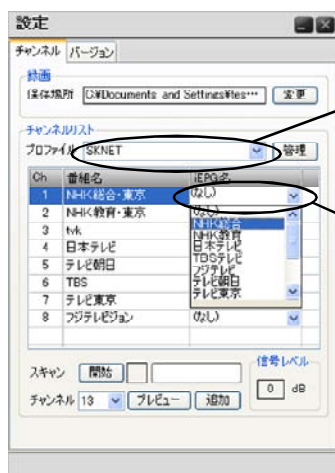 設定
チャンネル バージョン
録画
保存場所 C:¥Documents and Settings¥tes… 変更
チャンネルリスト
プロファイル SKNET 管理
Ch 番組名 iEPG名
1 NHK総合・東京 (なし)
2 NHK教育・東京
3 tvk
4 日本テレビ
5 テレビ朝日
6 TBS
7 テレビ東京
8 フジテレビジョン (なし)
NHK総合
NHK教育
日本テレビ
TBSテレビ
フジテレビ
テレビ朝日
テレビ東京
スキャン 開始
信号レベル
0 dB
チャンネル 13 プレビュー 追加